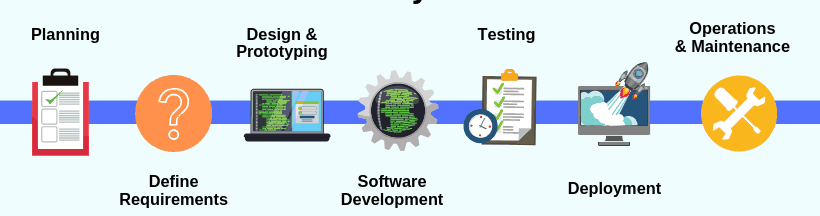 Planning
Define
Requirements
Design &
Prototyping
Software
Development
Testing
Deployment
Operations
& Maintenance